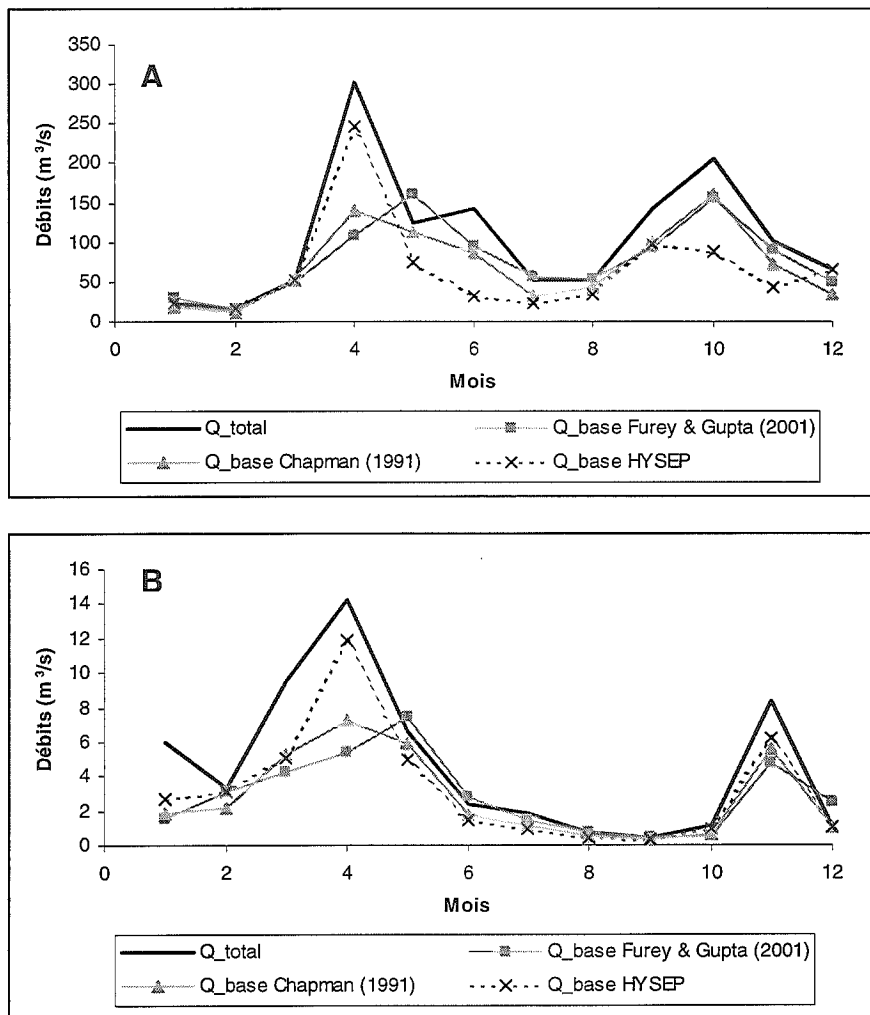 A
350
300
250
200
150
100
50
0
Débits (m³/s)
0 2 4 6 8 10 12
Mois
Q_total
Q_base Furey & Gupta (2001)
Q_base Chapman (1991)
Q_base HYSEP
B
16
14
12
10
8
6
4
2
0
Débits (m³/s)
0 2 4 6 8 10 12
Mois
Q_total
Q_base Furey & Gupta (2001)
Q_base Chapman (1991)
Q_base HYSEP